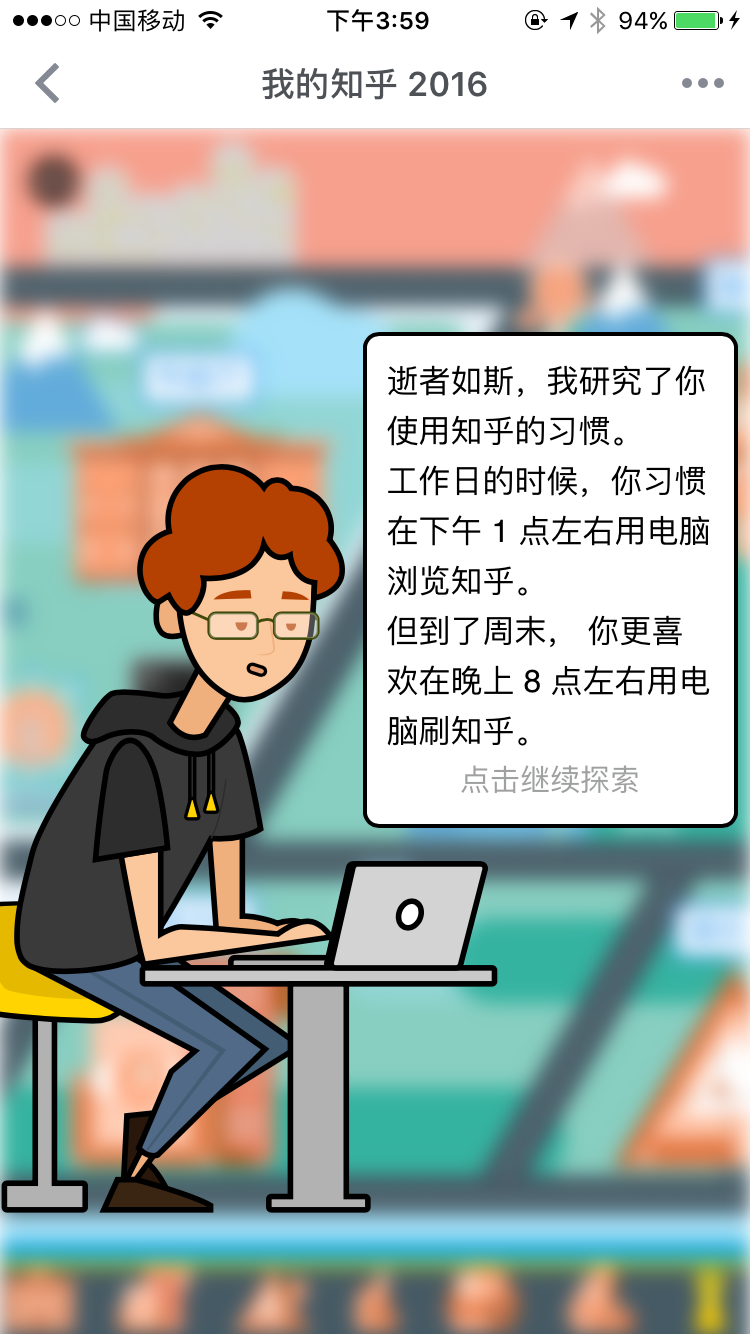 中国移动 下午3:59 94%
我的知乎 2016
逝者如斯，我研究了你
使用知乎的习惯。
工作日的时候，你习惯
在下午 1 点左右用电脑
浏览知乎。
但到了周末， 你更喜
欢在晚上 8 点左右用电
脑刷知乎。
点击继续探索